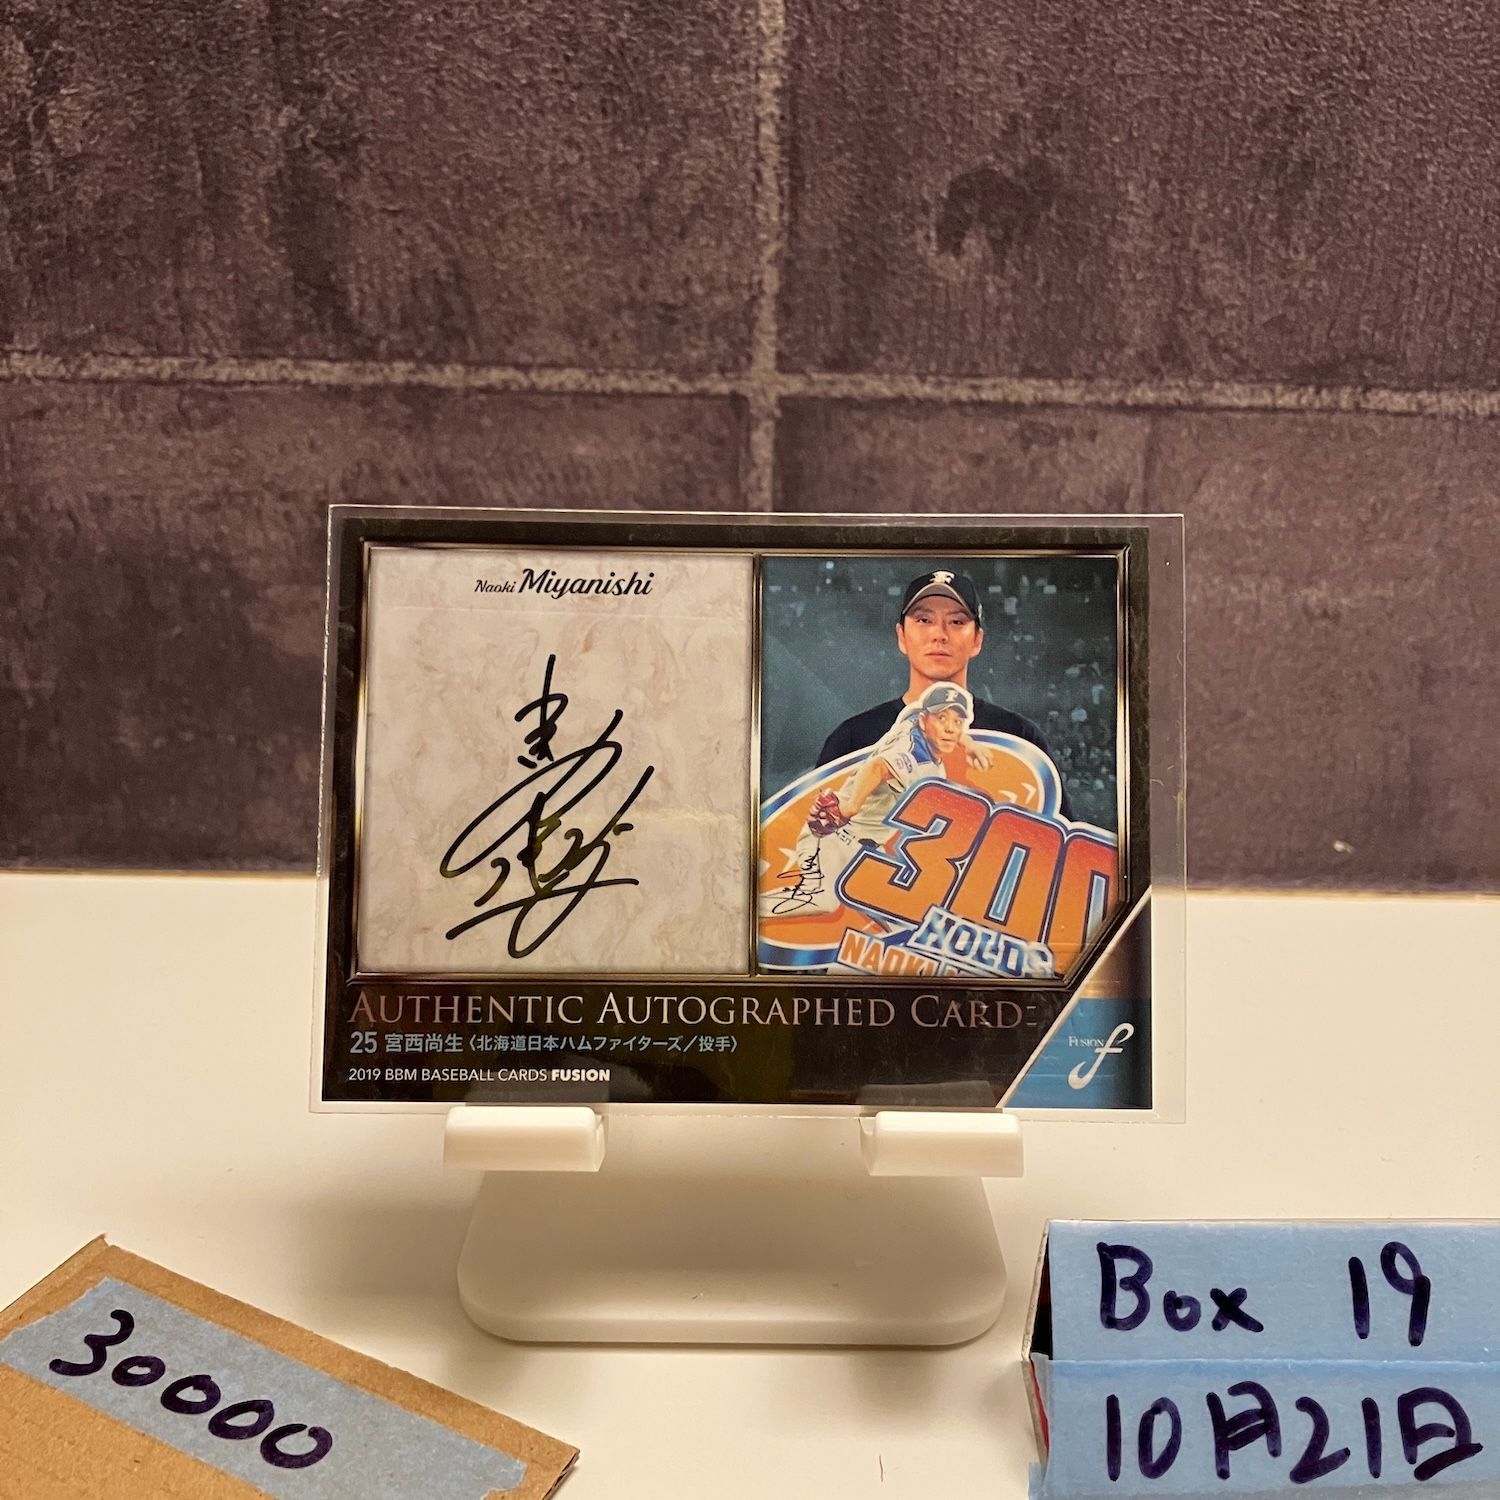 Naoki Miyanishi
F
F
300
HOLDS
NAOKI
AUTHENTIC AUTOGRAPHED CARD
25 宮西尚生〈北海道日本ハムファイターズ／投手〉
2019 BBM BASEBALL CARDS FUSION
FUSION f
30000
Box 19
10月21日